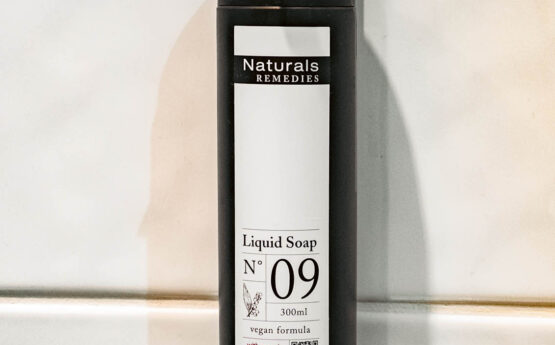 Naturals
REMEDIES
Liquid Soap
N° 09
300ml
vegan formula